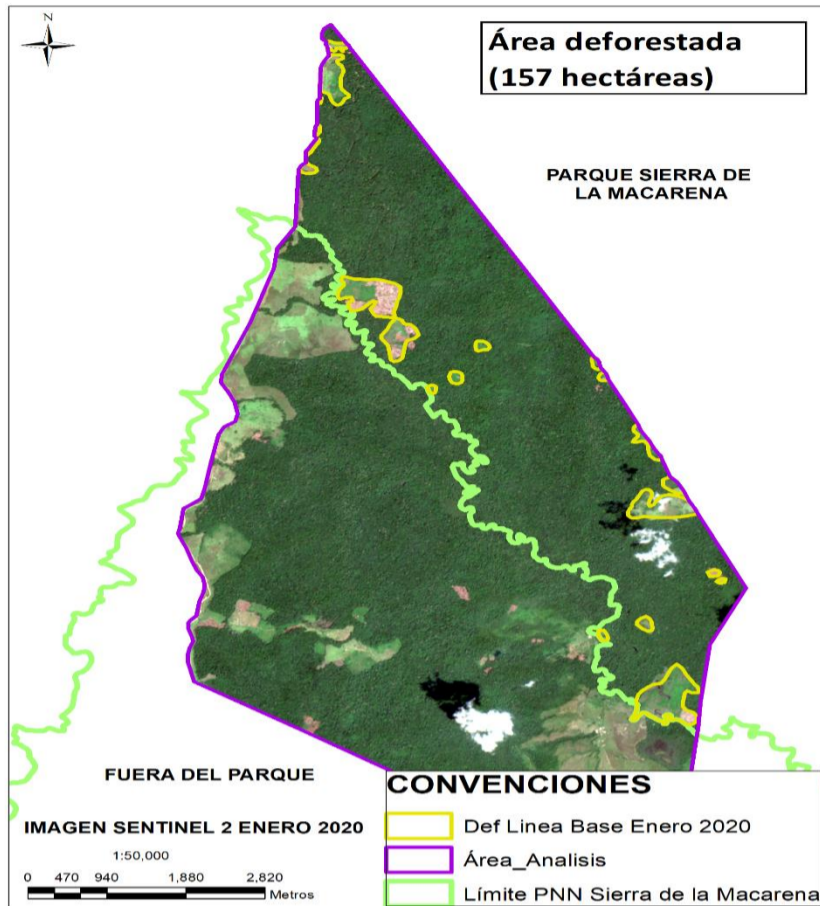 N
Área deforestada
(157 hectáreas)
PARQUE SIERRA DE
LA MACARENA
FUERA DEL PARQUE
IMAGEN SENTINEL 2 ENERO 2020
1:50,000
0 470 940 1,880 2,820
Metros
CONVENCIONES
Def Linea Base Enero 2020
Área_Analisis
Límite PNN Sierra de la Macarena